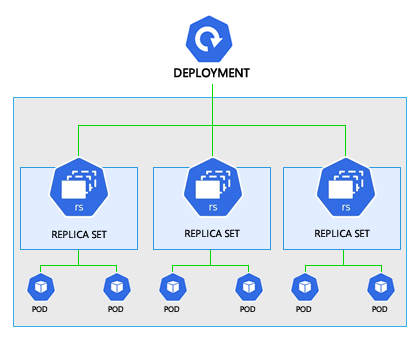 DEPLOYMENT
rs
rs
rs
REPLICA SET
REPLICA SET
REPLICA SET
POD
POD
POD
POD
POD
POD